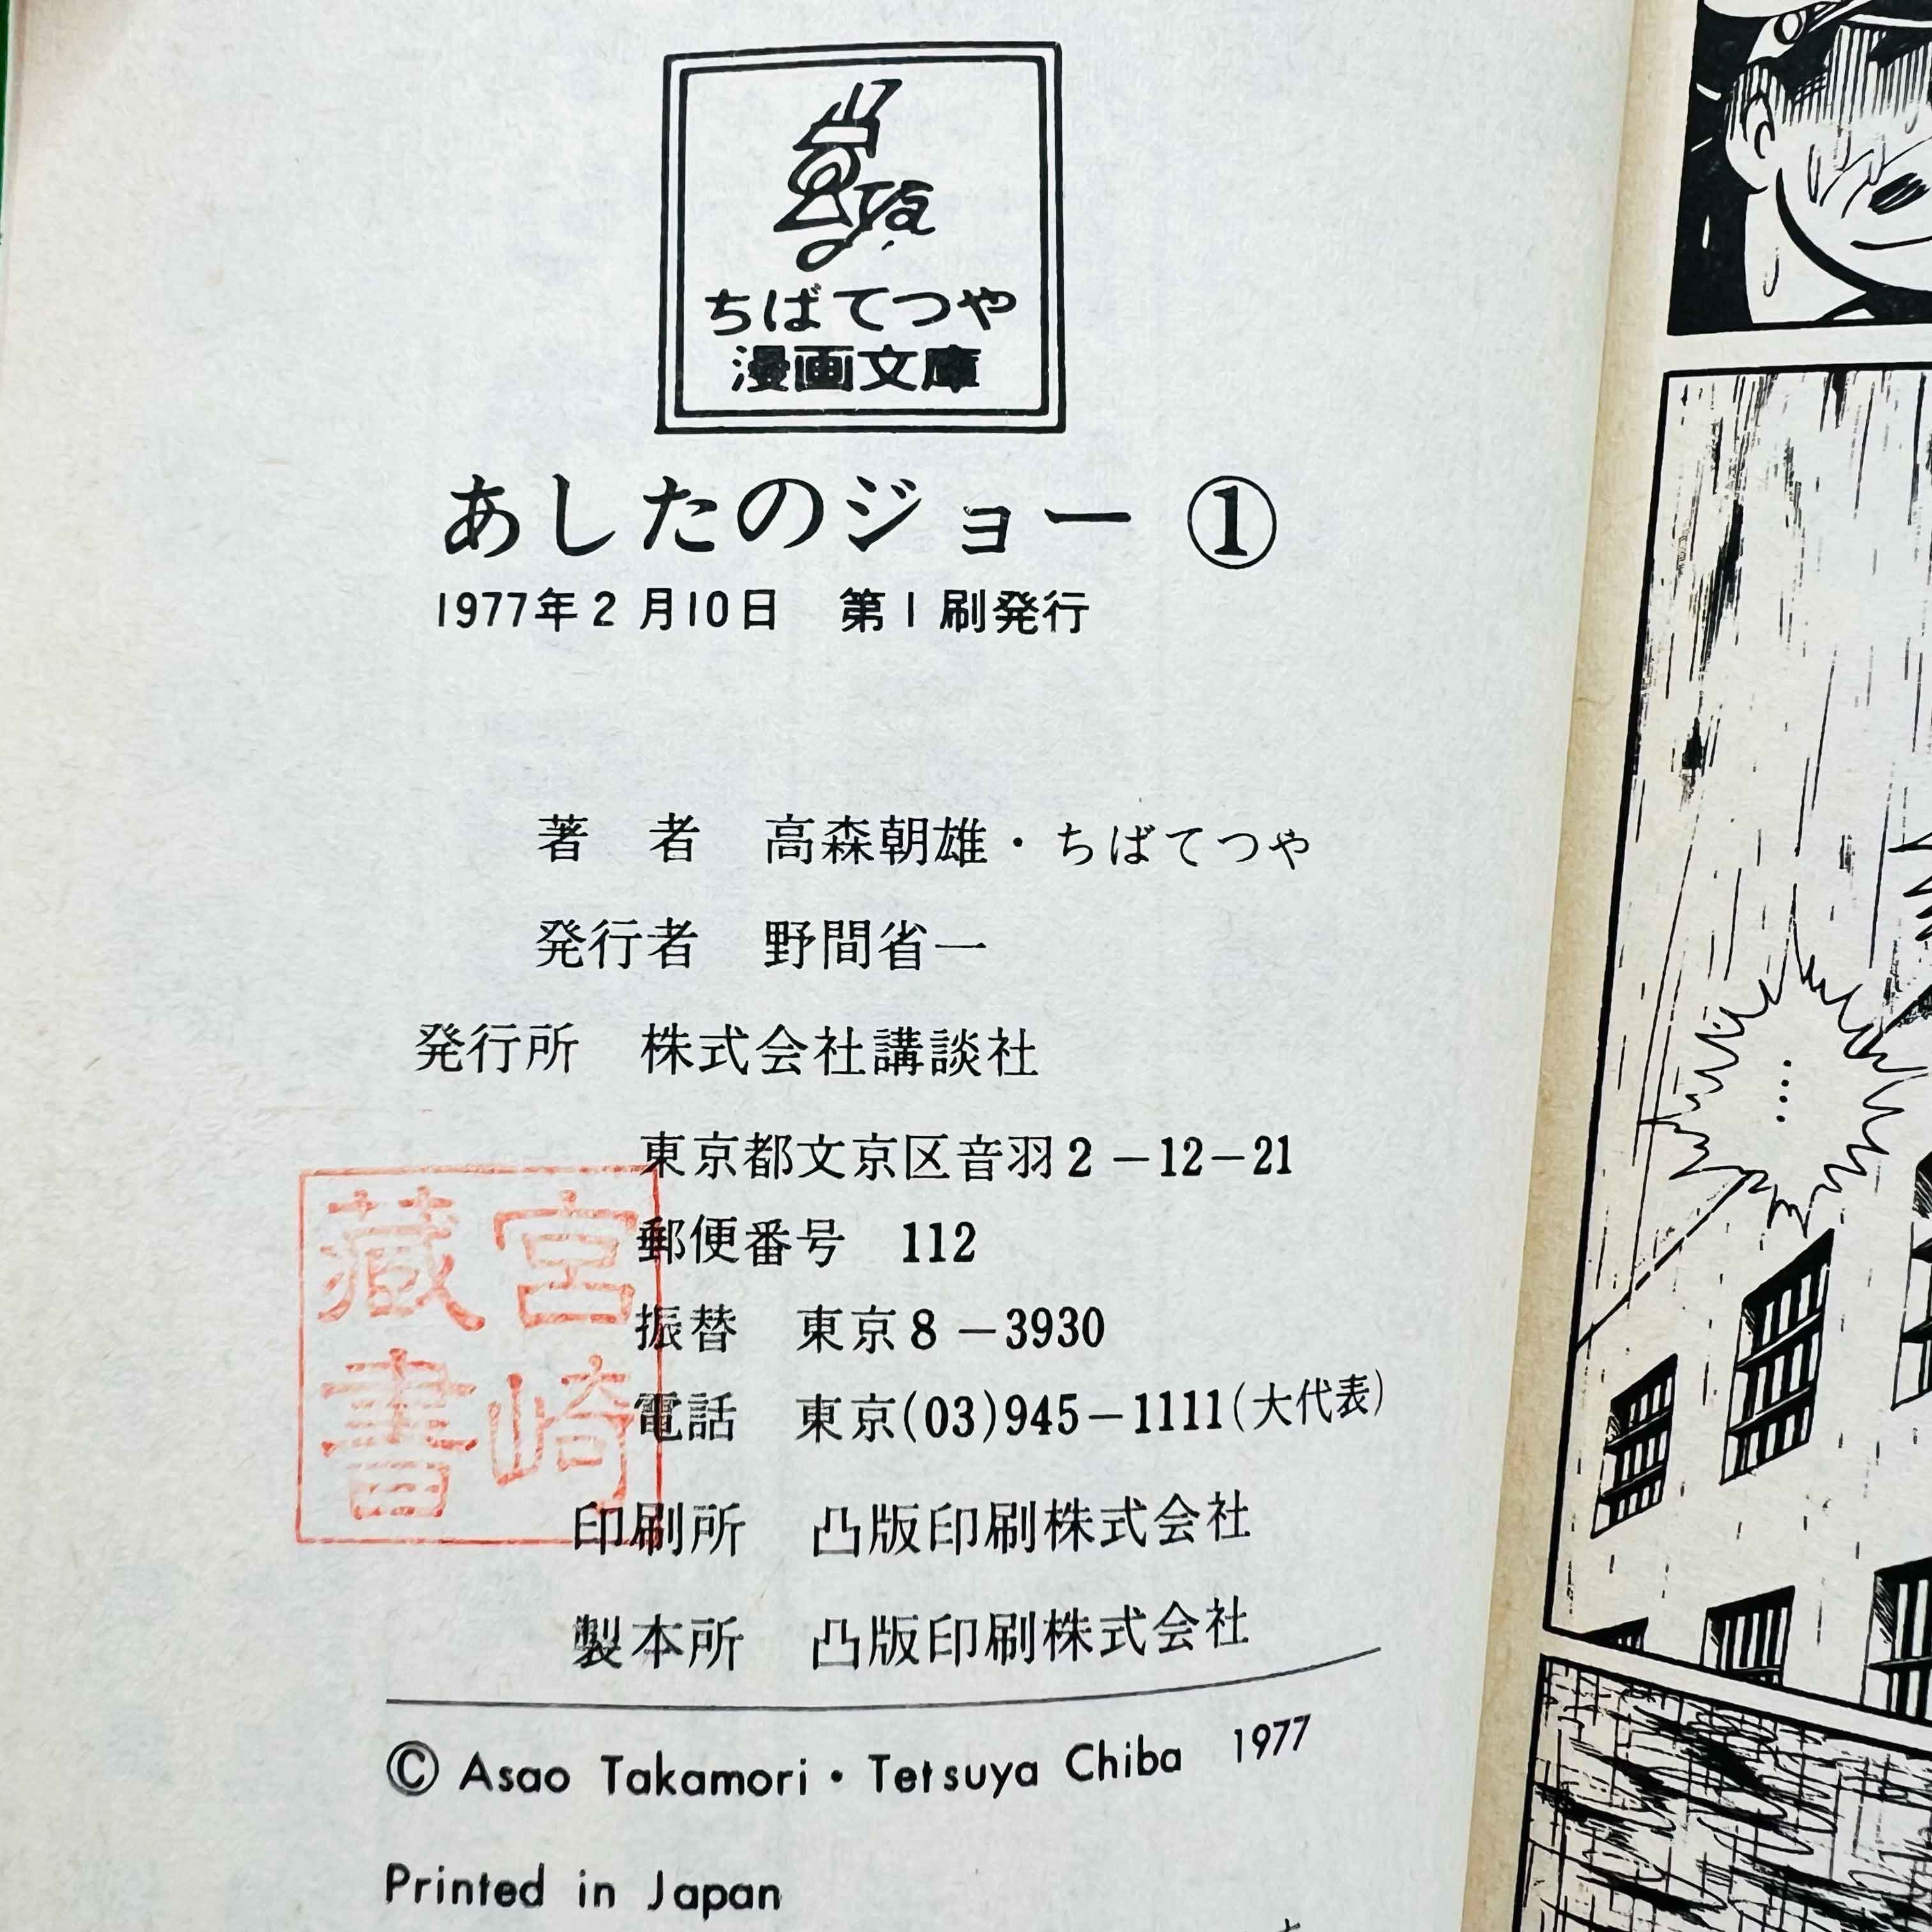 ちばてつや
漫画文庫
あしたのジョー ①
1977年2月10日 第1刷発行
著 者 高森朝雄・ちばてつや
発行者 野間省一
発行所 株式会社講談社
東京都文京区音羽2-12-21
郵便番号 112
振替 東京8-3930
電話 東京(03)945-1111(大代表)
印刷所 凸版印刷株式会社
製本所 凸版印刷株式会社
宮崎
蔵書
© Asao Takamori・Tetsuya Chiba 1977
Printed in Japan
‥‥